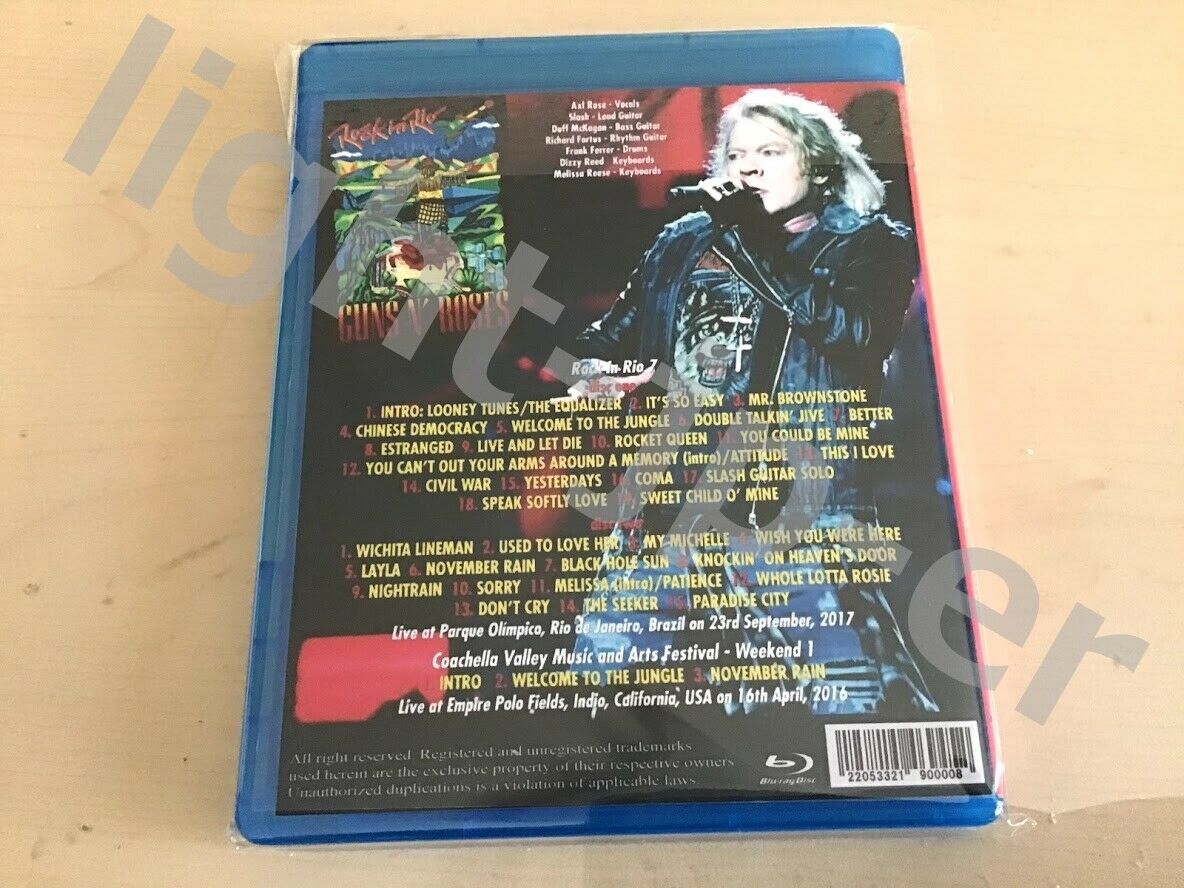 Axl Rose - Vocals
Slash - Lead Guitar
Duff McKagan - Bass Guitar
Richard Fortus - Rhythm Guitar
Frank Ferrer - Drums
Dizzy Reed Keyboards
Melissa Reese - Keyboards
Rock in Rio
GUNS N' ROSES
Rock in Rio 7
disc one
1. INTRO: LOONEY TUNES/THE EQUALIZER 2. IT'S SO EASY 3. MR. BROWNSTONE
4. CHINESE DEMOCRACY 5. WELCOME TO THE JUNGLE 6. DOUBLE TALKIN' JIVE 7. BETTER
8. ESTRANGED 9. LIVE AND LET DIE 10. ROCKET QUEEN 11. YOU COULD BE MINE
12. YOU CAN'T OUT YOUR ARMS AROUND A MEMORY (intro)/ATTITUDE 13. THIS I LOVE
14. CIVIL WAR 15. YESTERDAYS 16. COMA 17. SLASH GUITAR SOLO
18. SPEAK SOFTLY LOVE 19. SWEET CHILD O' MINE
disc two
1. WICHITA LINEMAN 2. USED TO LOVE HER 3. MY MICHELLE 4. WISH YOU WERE HERE
5. LAYLA 6. NOVEMBER RAIN 7. BLACK HOLE SUN 8. KNOCKIN' ON HEAVEN'S DOOR
9. NIGHTRAIN 10. SORRY 11. MELISSA (intro)/PATIENCE 12. WHOLE LOTTA ROSIE
13. DON'T CRY 14. THE SEEKER 15. PARADISE CITY
Live at Parque Olímpico, Rio de Janeiro, Brazil on 23rd September, 2017
Coachella Valley Music and Arts Festival - Weekend 1
INTRO 2. WELCOME TO THE JUNGLE 3. NOVEMBER RAIN
Live at Empire Polo Fields, Indio, California, USA on 16th April, 2016
All right reserved. Registered and unregistered trademarks
used herein are the exclusive property of their respective owners
Unauthorized duplications is a violation of applicable laws.
Blu-ray Disc
22053321 900008